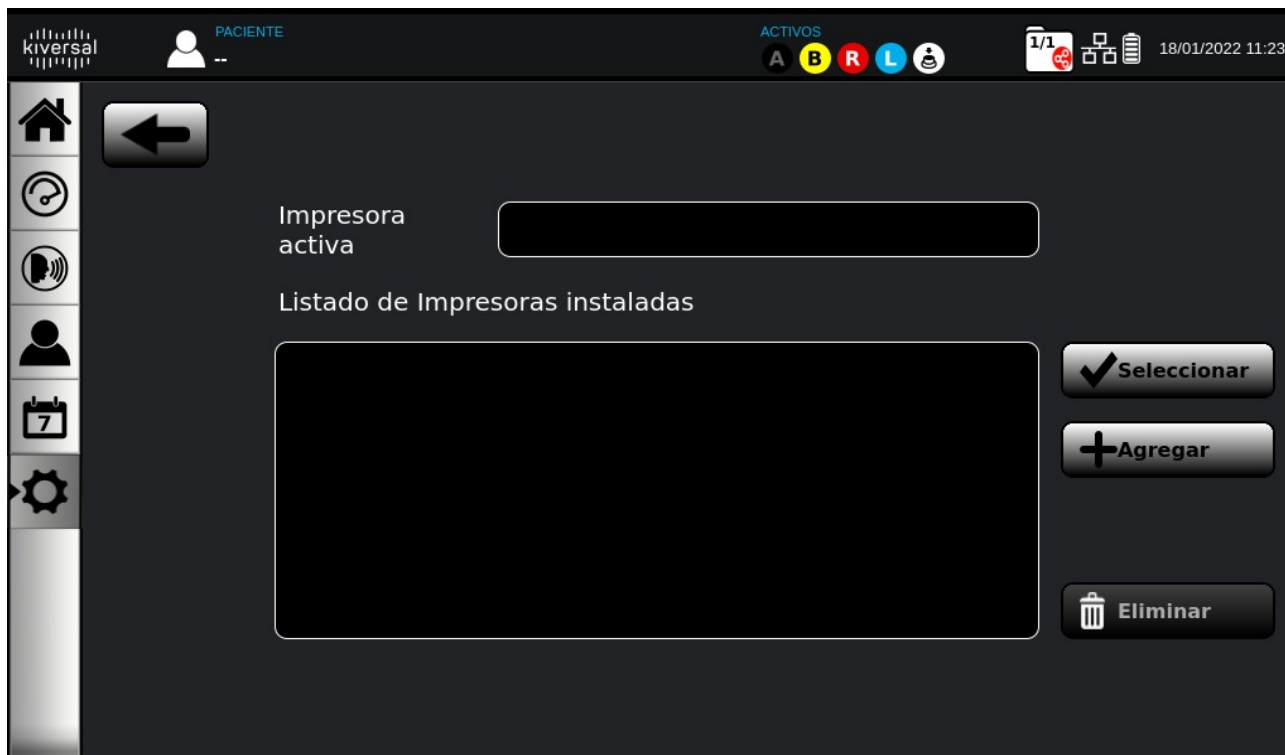 kiversal
PACIENTE
--
ACTIVOS
A B R L
1/1
18/01/2022 11:23
Impresora
activa
Listado de Impresoras instaladas
Seleccionar
7
Agregar
Eliminar